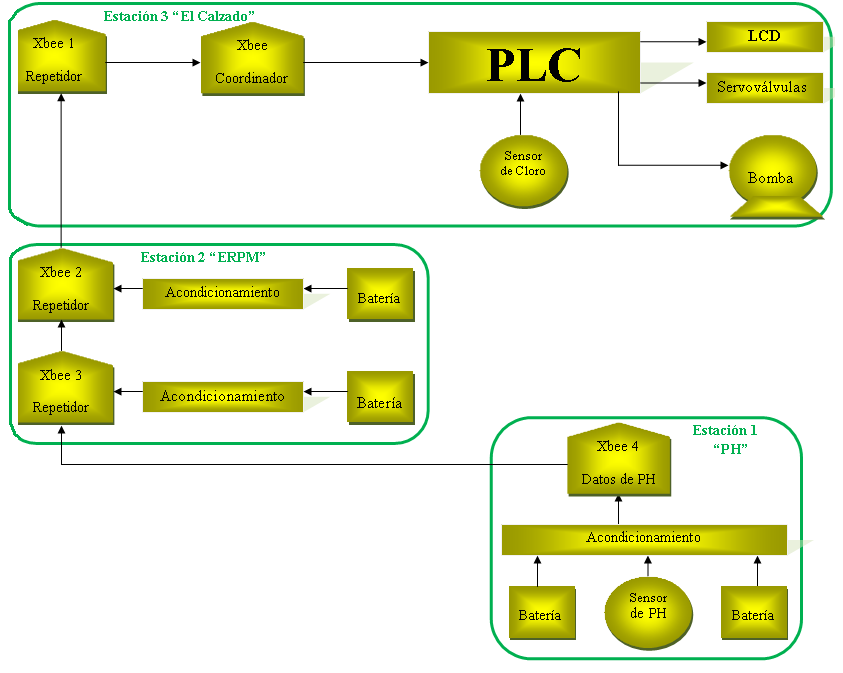 Estación 3 “El Calzado”
Xbee 1
Repetidor
Xbee
Coordinador
PLC
LCD
Servoválvulas
Sensor
de Cloro
Bomba
Estación 2 “ERPM”
Xbee 2
Repetidor
Acondicionamiento
Batería
Xbee 3
Repetidor
Acondicionamiento
Batería
Estación 1
“PH”
Xbee 4
Datos de PH
Acondicionamiento
Batería
Sensor
de PH
Batería